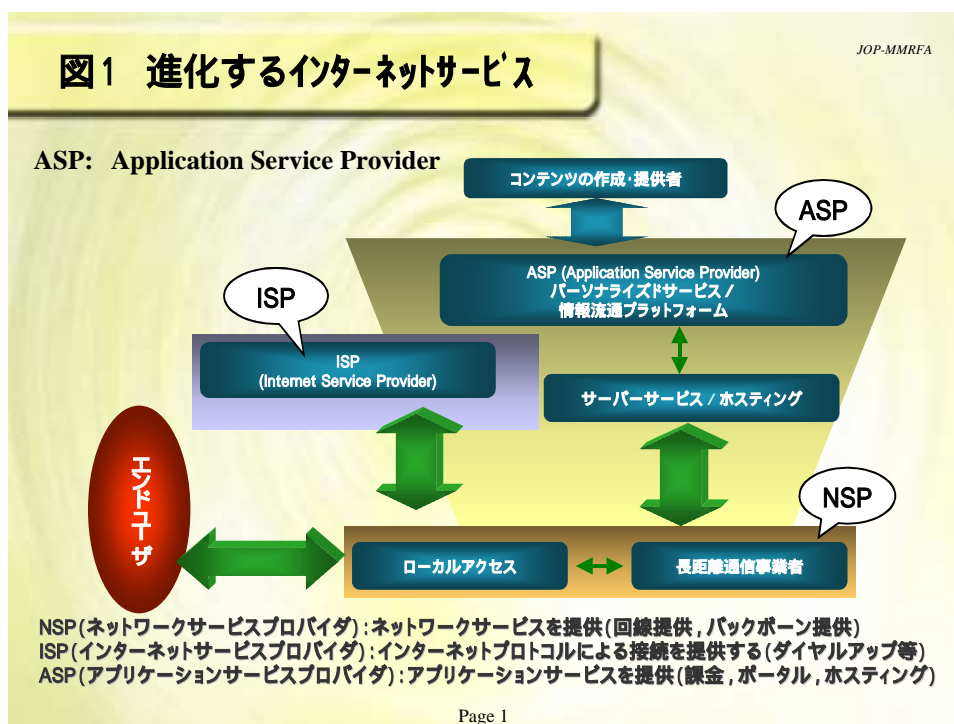 JOP-MMRFA
図1 進化するインターネットサービス
ASP: Application Service Provider
コンテンツの作成・提供者
ASP
ASP (Application Service Provider)
パーソナライズドサービス /
情報流通プラットフォーム
ISP
ISP
(Internet Service Provider)
サーバーサービス / ホスティング
エンドユーザ
NSP
ローカルアクセス
長距離通信事業者
NSP(ネットワークサービスプロバイダ) : ネットワークサービスを提供(回線提供 , バックボーン提供)
ISP(インターネットサービスプロバイダ) : インターネットプロトコルによる接続を提供する(ダイヤルアップ等)
ASP(アプリケーションサービスプロバイダ) : アプリケーションサービスを提供(課金 , ポータル , ホスティング)
Page 1